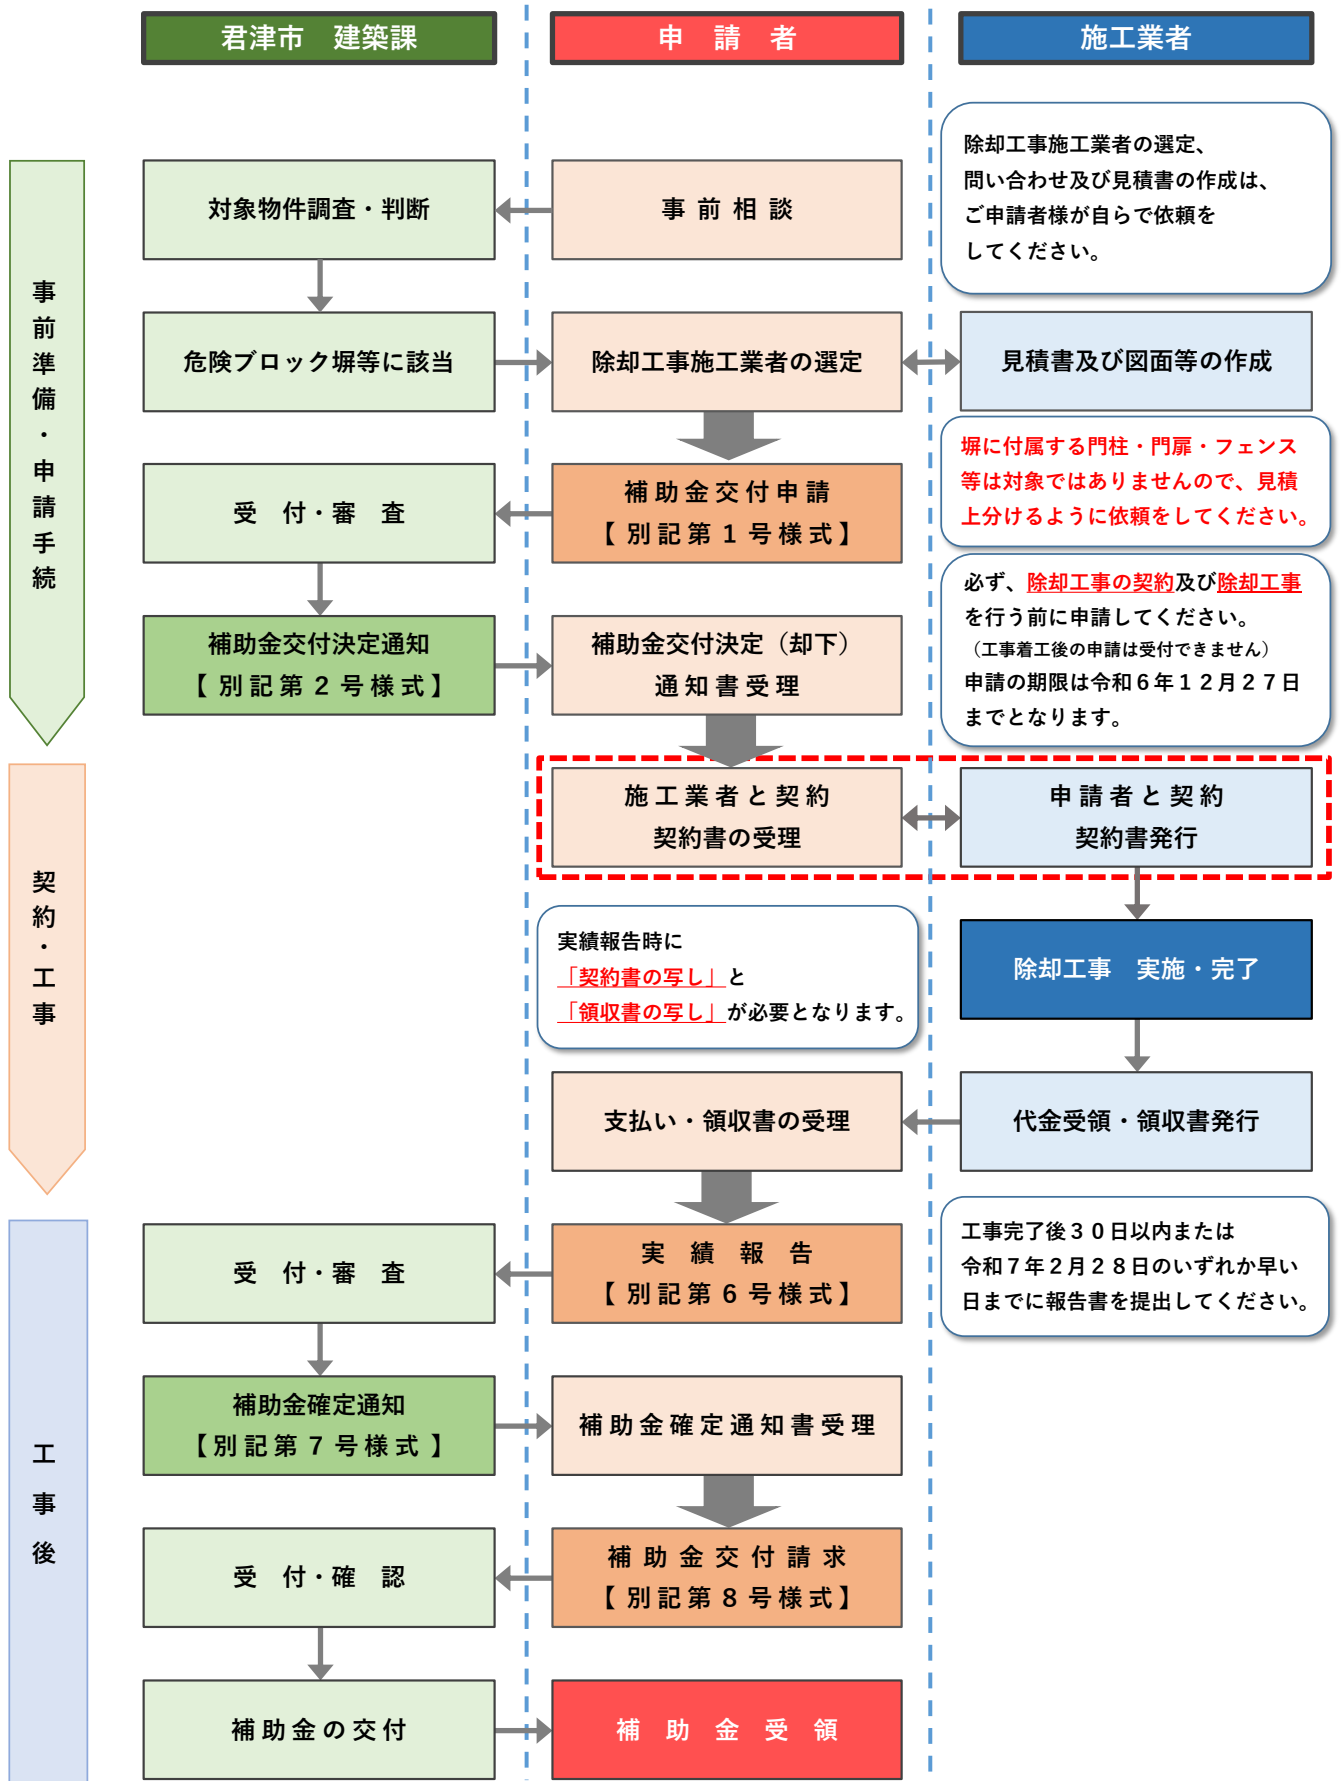 君津市　建築課
申　請　者
施工業者
除却工事施工業者の選定、
問い合わせ及び見積書の作成は、
ご申請者様が自らで依頼を
してください。
事前準備・申請手続
対象物件調査・判断
事 前 相 談
危険ブロック塀等に該当
除却工事施工業者の選定
見積書及び図面等の作成
塀に付属する門柱・門扉・フェンス
等は対象ではありませんので、見積
上分けるように依頼をしてください。
受　付・審　査
補助金交付申請
【別記第１号様式】
必ず、除却工事の契約及び除却工事
を行う前に申請してください。
（工事着工後の申請は受付できません）
申請の期限は令和６年１２月２７日
までとなります。
補助金交付決定通知
【別記第２号様式】
補助金交付決定（却下）
通知書受理
契約・工事
施工業者と契約
契約書の受理
申請者と契約
契約書発行
実績報告時に
「契約書の写し」と
「領収書の写し」が必要となります。
除却工事　実施・完了
支払い・領収書の受理
代金受領・領収書発行
工事後
受　付・審　査
実　績　報　告
【別記第６号様式】
工事完了後３０日以内または
令和７年２月２８日のいずれか早い
日までに報告書を提出してください。
補助金確定通知
【別記第７号様式】
補助金確定通知書受理
受　付・確　認
補助金交付請求
【別記第８号様式】
補助金の交付
補　助　金　受　領